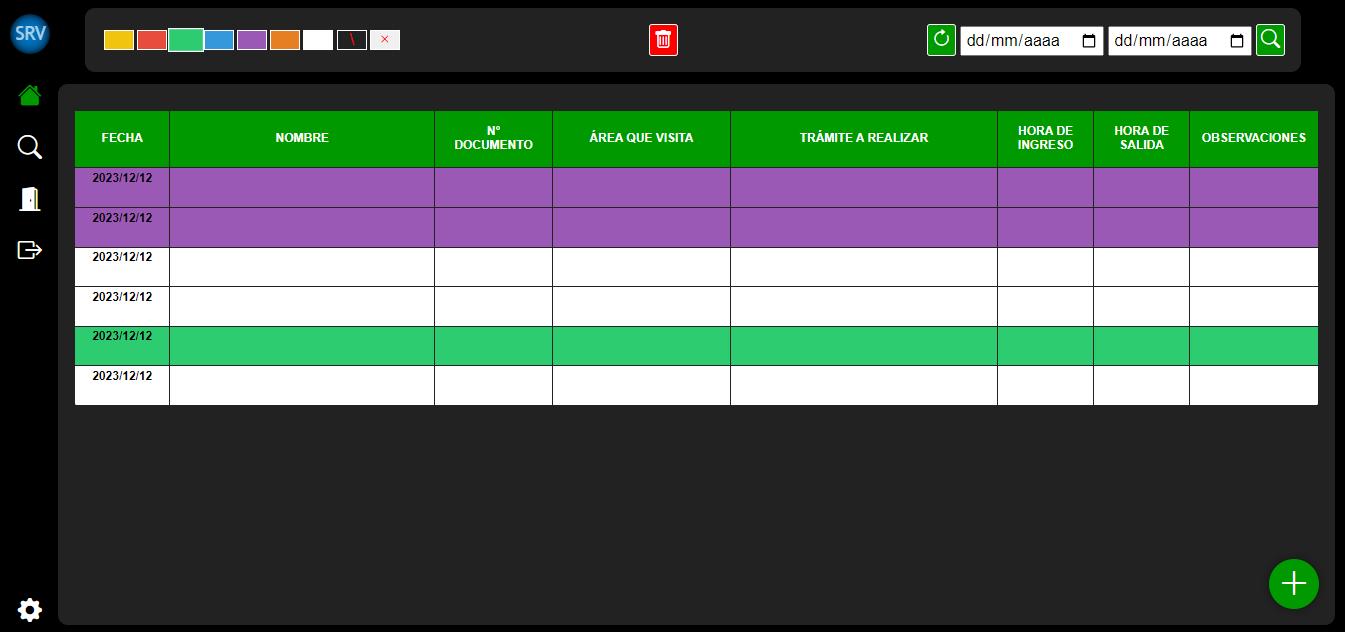 SRV
dd/mm/aaaa
dd/mm/aaaa
FECHA
NOMBRE
N°
DOCUMENTO
ÁREA QUE VISITA
TRÁMITE A REALIZAR
HORA DE
INGRESO
HORA DE
SALIDA
OBSERVACIONES
2023/12/12
2023/12/12
2023/12/12
2023/12/12
2023/12/12
2023/12/12